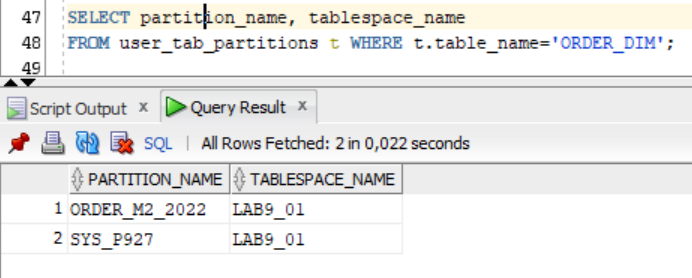 47 SELECT partition_name, tablespace_name
48 FROM user_tab_partitions t WHERE t.table_name='ORDER_DIM';
49
Script Output x Query Result x
SQL | All Rows Fetched: 2 in 0,022 seconds
PARTITION_NAME TABLESPACE_NAME
1 ORDER_M2_2022 LAB9_01
2 SYS_P927 LAB9_01